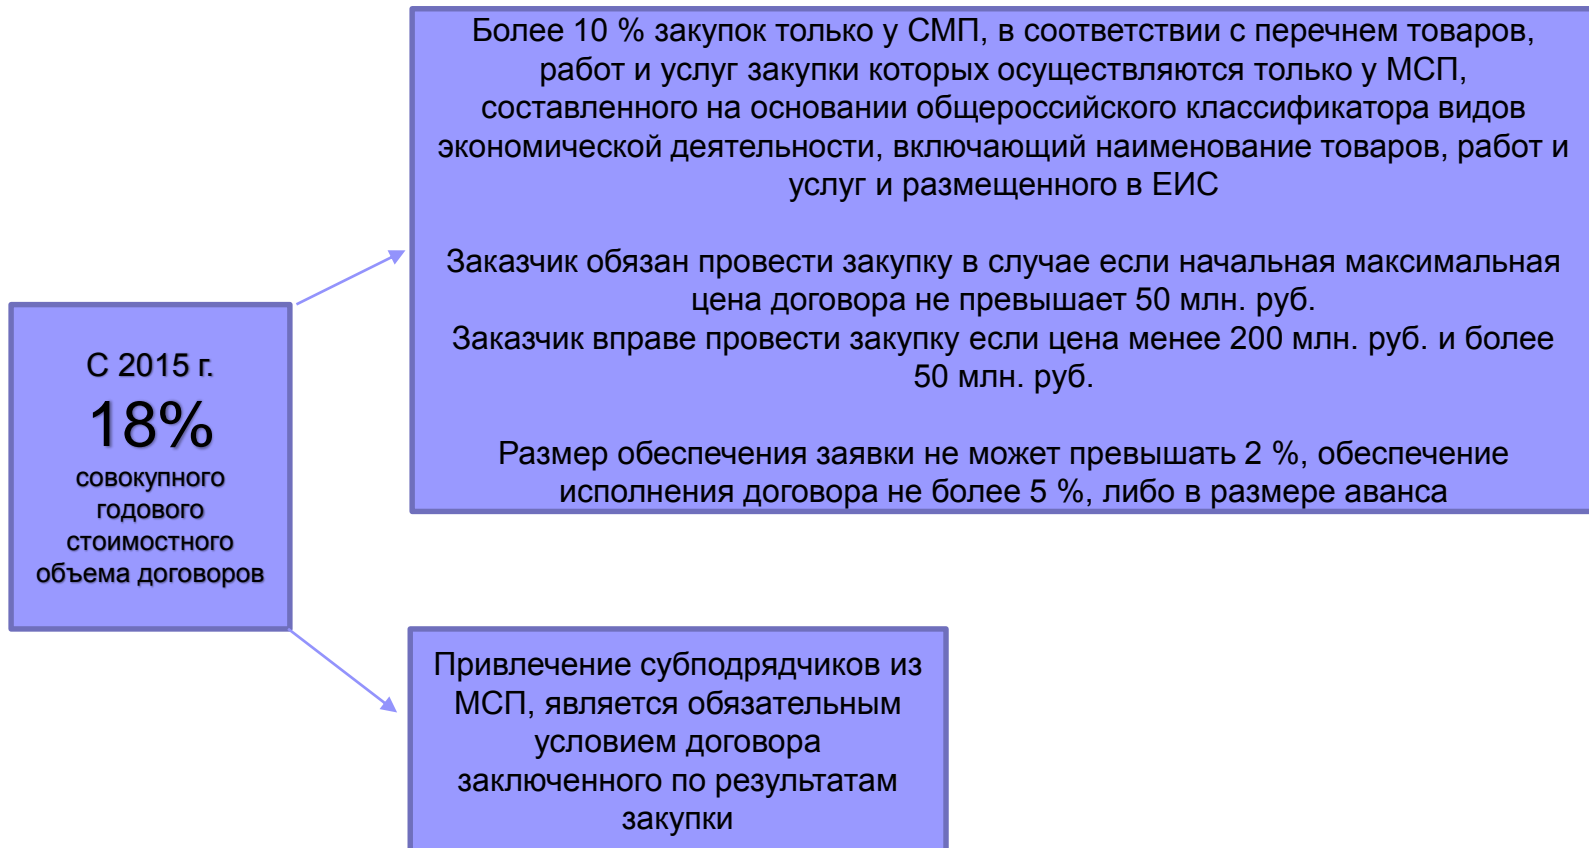 Более 10 % закупок только у СМП, в соответствии с перечнем товаров,
работ и услуг закупки которых осуществляются только у МСП,
составленного на основании общероссийского классификатора видов
экономической деятельности, включающий наименование товаров, работ и
услуг и размещенного в ЕИС
Заказчик обязан провести закупку в случае если начальная максимальная
цена договора не превышает 50 млн. руб.
Заказчик вправе провести закупку если цена менее 200 млн. руб. и более
50 млн. руб.
Размер обеспечения заявки не может превышать 2 %, обеспечение
исполнения договора не более 5 %, либо в размере аванса
С 2015 г.
18%
совокупного
годового
стоимостного
объема договоров
Привлечение субподрядчиков из
МСП, является обязательным
условием договора
заключенного по результатам
закупки